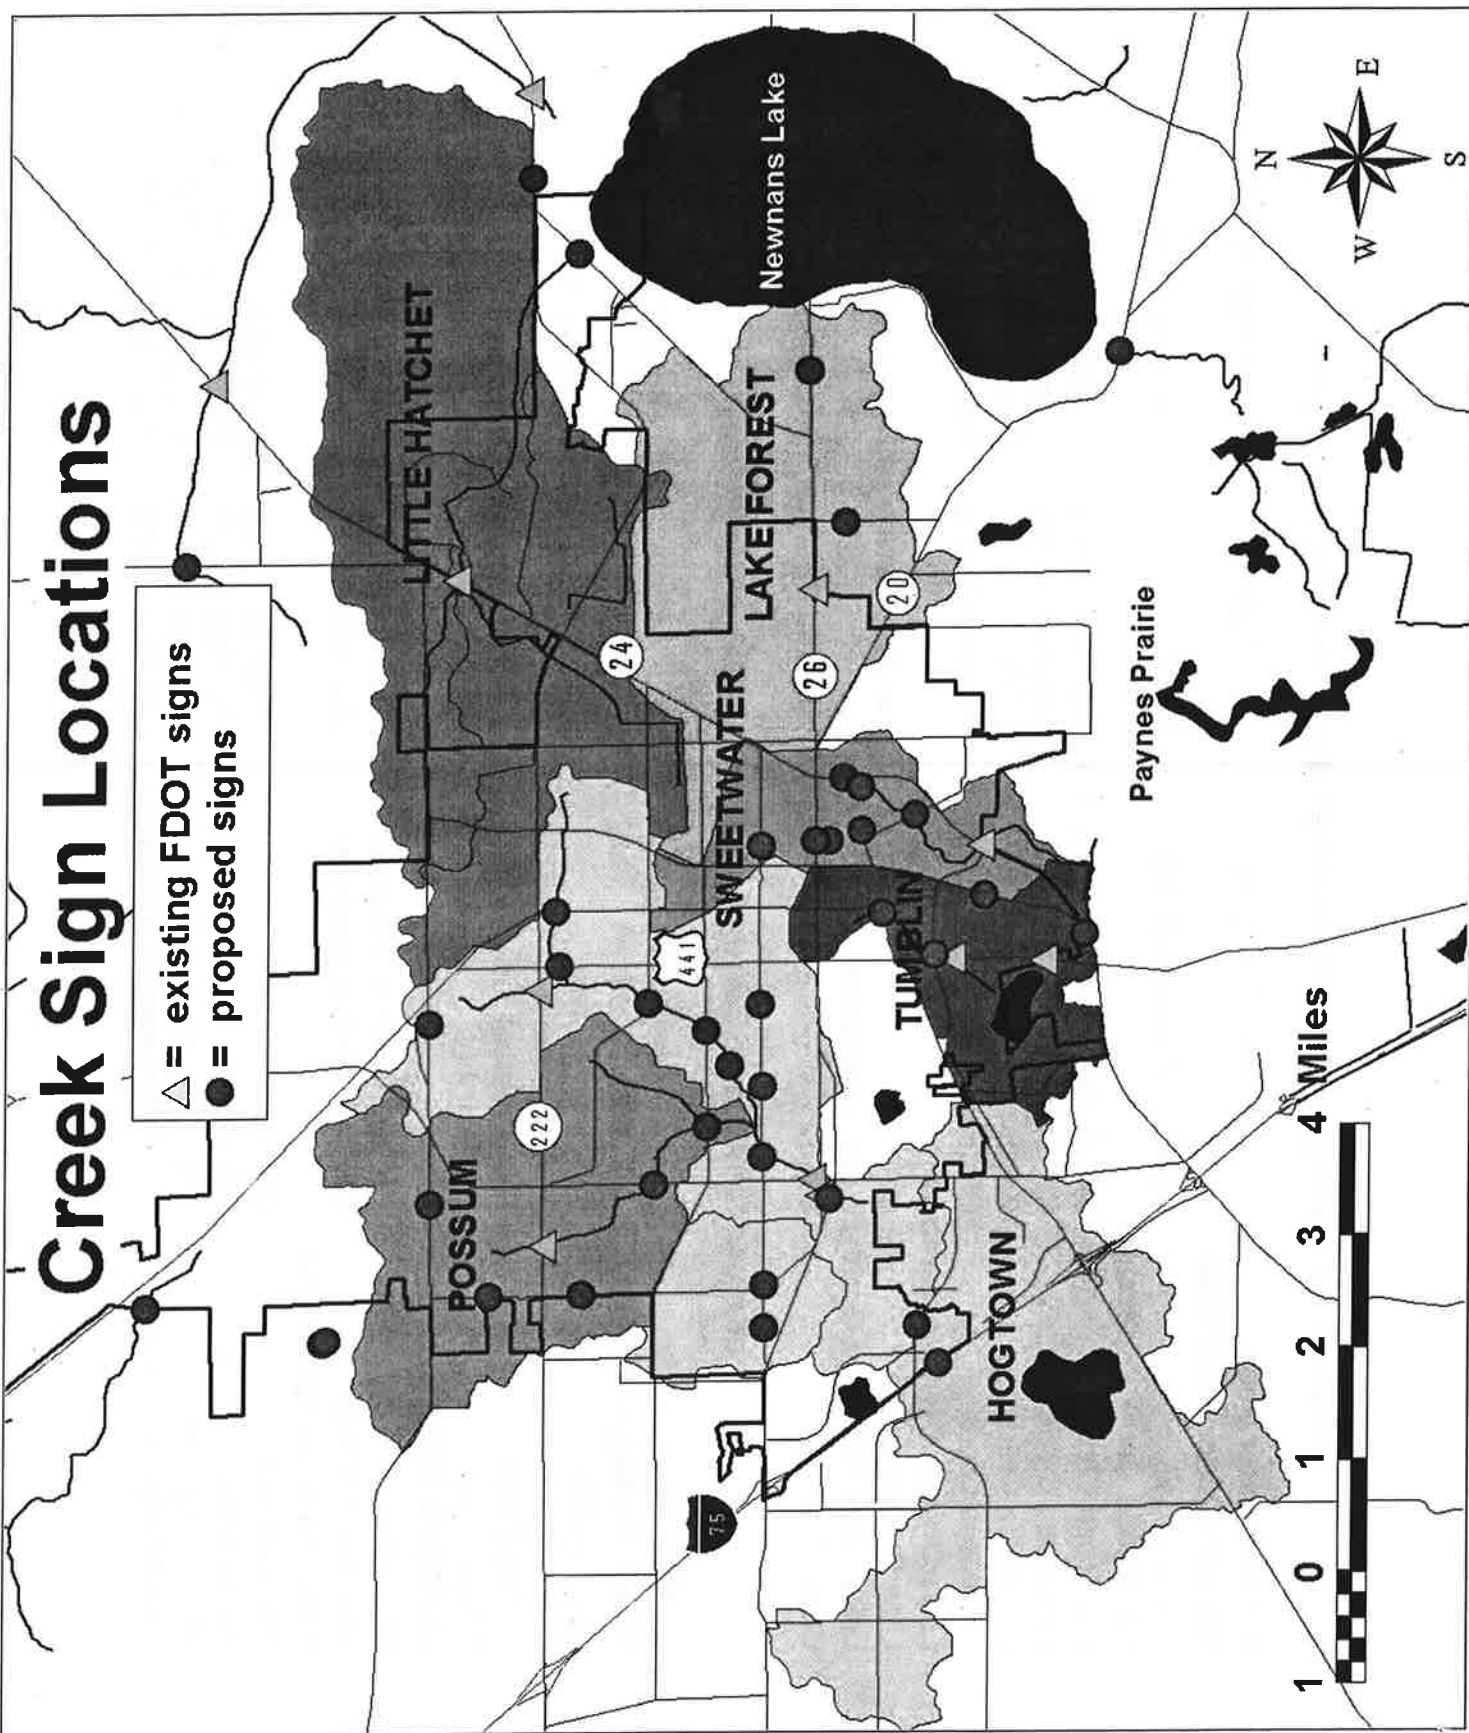 Creek Sign Locations
△ = existing FDOT signs
● = proposed signs
LITTLE HATCHET
Newnans Lake
LAKE FOREST
24
26
20
SWEETWATER
441
222
POSSUM
TUMBLIN
Paynes Prairie
HOGTOWN
75
N
W E
S
1 0 1 2 3 4 Miles